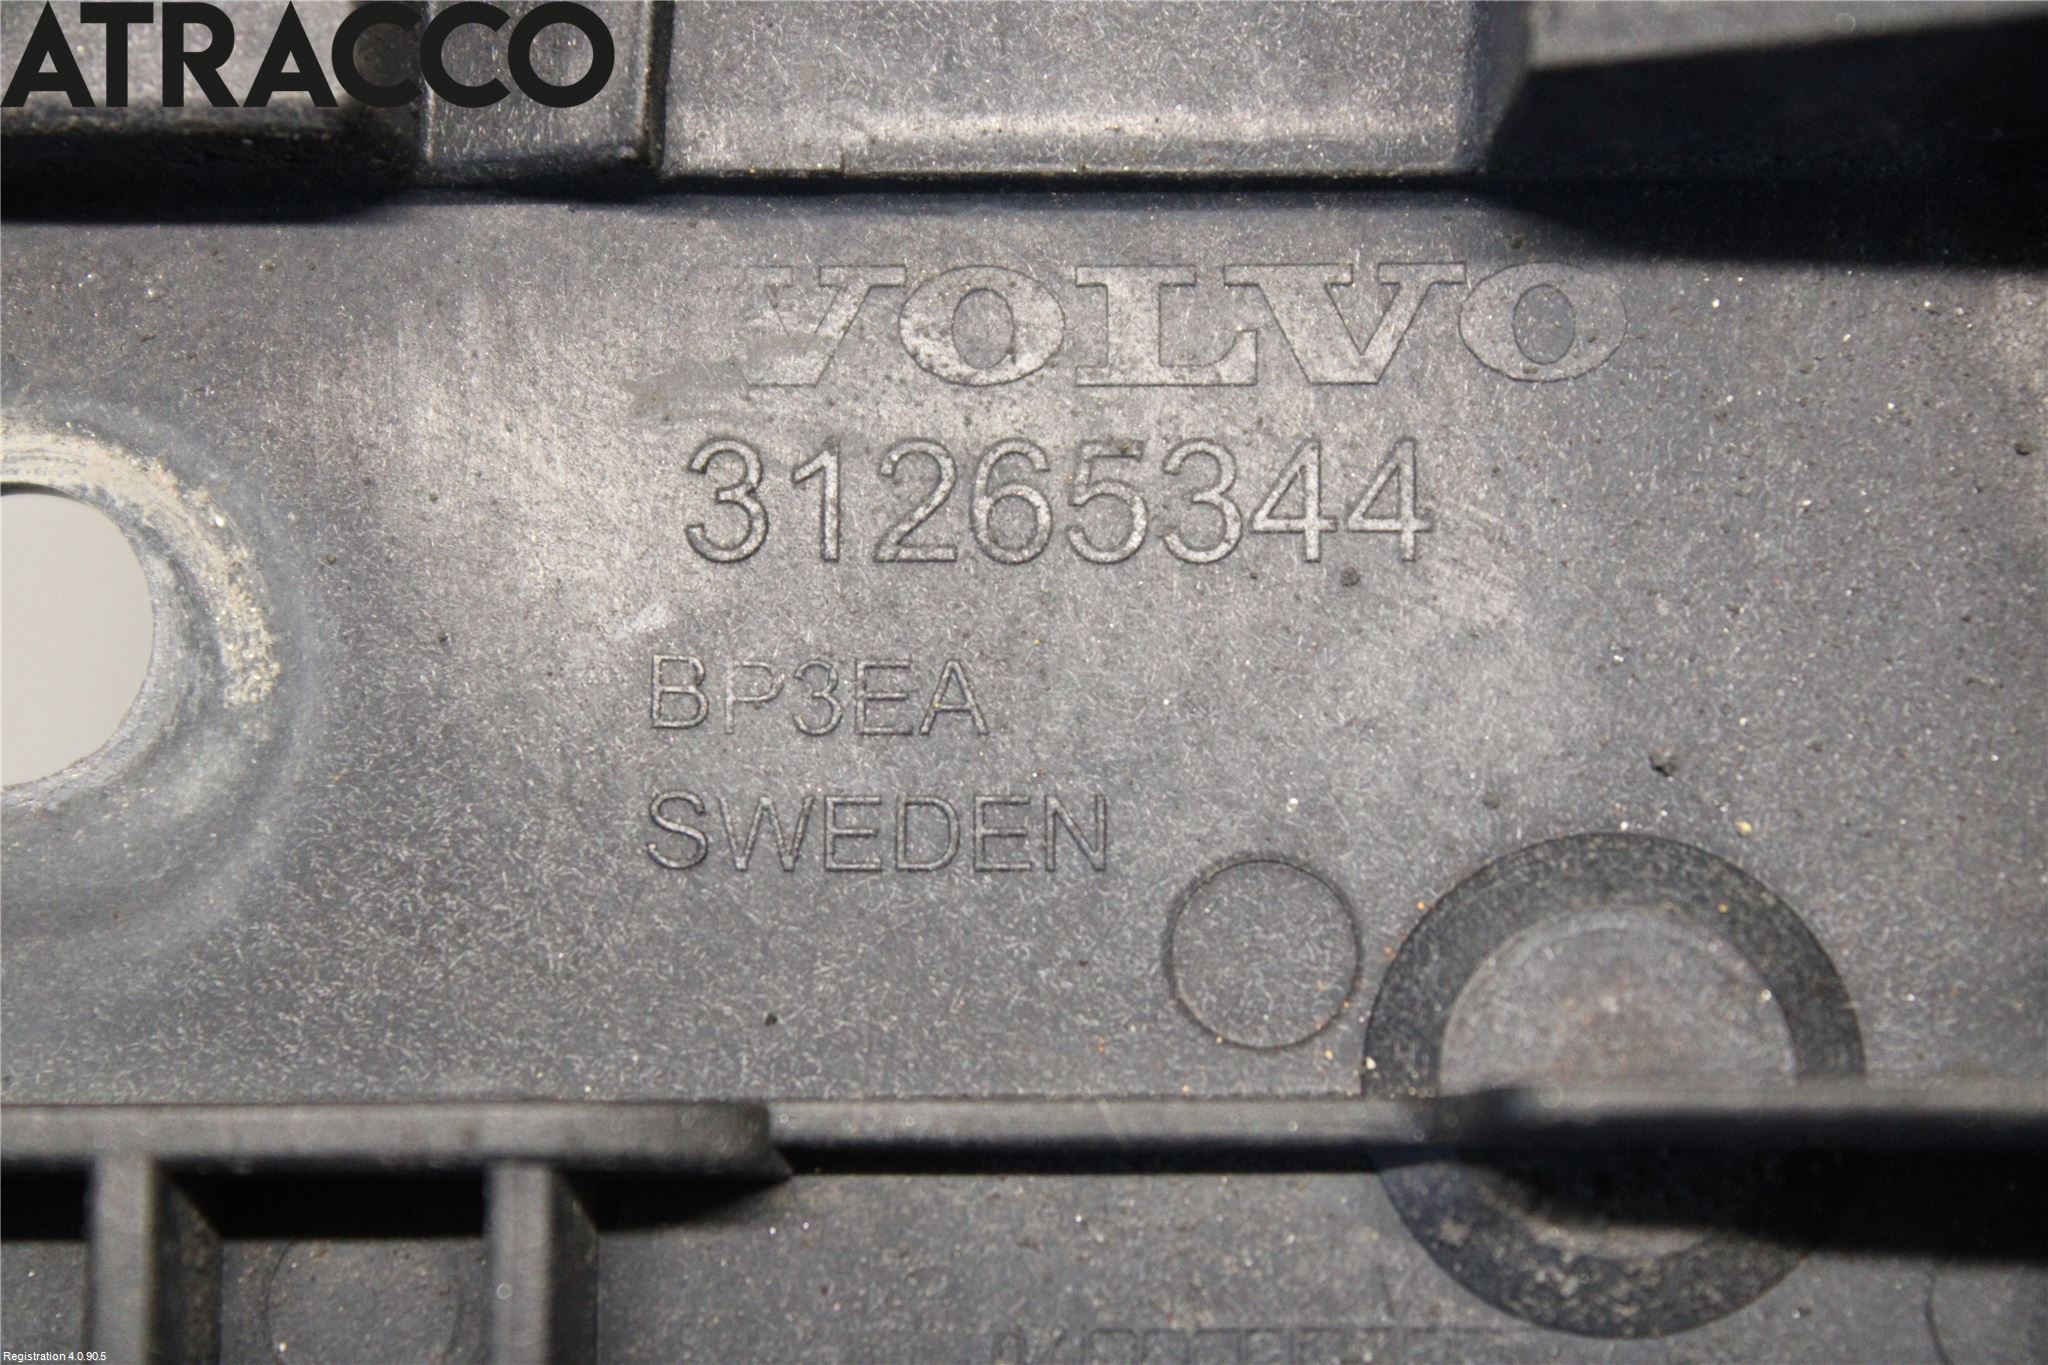 ATRACCO
VOLVO
31265344
BP3EA
SWEDEN
Registration 4.0.90.5